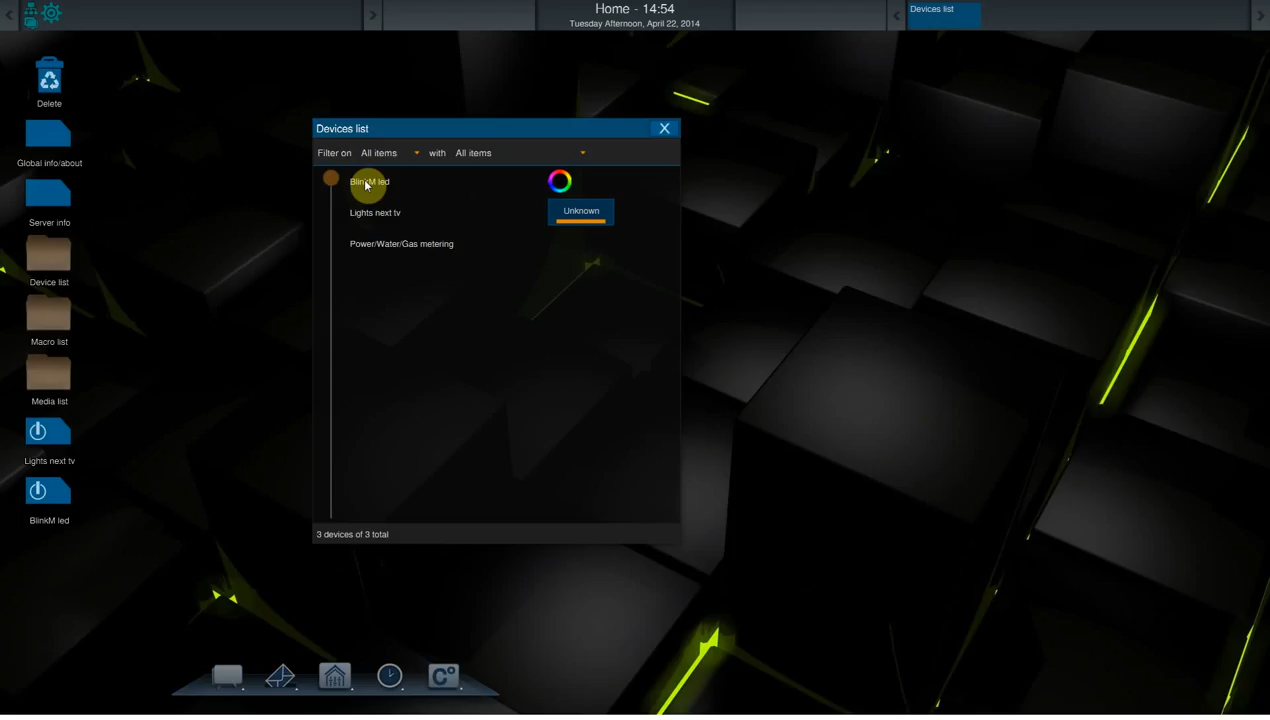 Home - 14:54
Tuesday Afternoon, April 22, 2014
Devices list
Delete
Global info/about
Server info
Device list
Macro list
Media list
Lights next tv
BlinkM led
Devices list
X
Filter on All items with All items
BlinkM led
Lights next tv Unknown
Power/Water/Gas metering
3 devices of 3 total
C°